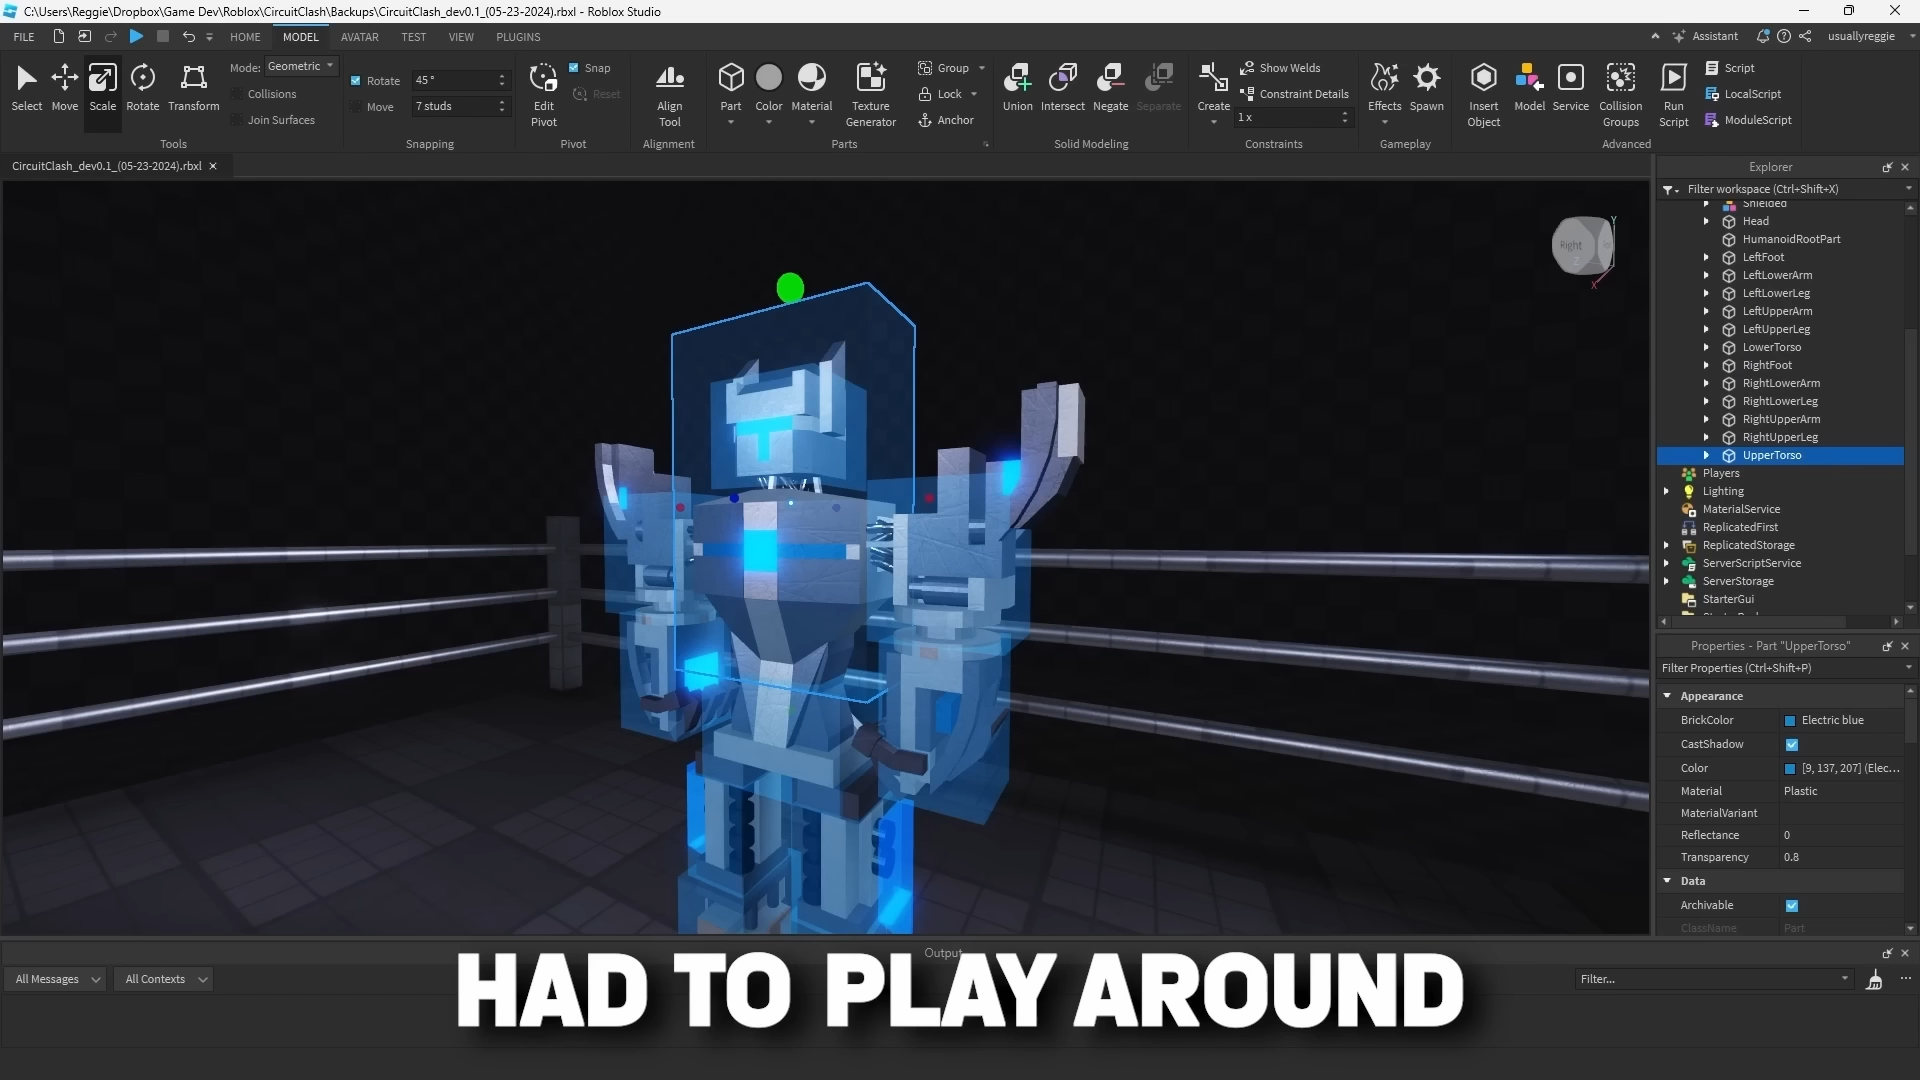 C:\Users\Reggie\Dropbox\Game Dev\Roblox\CircuitClash\Backups\CircuitClash_dev0.1_(05-23-2024).rbxl - Roblox Studio
FILE HOME MODEL AVATAR TEST VIEW PLUGINS Assistant usuallyreggie
Select Move Scale Rotate Transform
Mode: Geometric
Collisions
Join Surfaces
Tools
Rotate 45 °
Move 7 studs
Snapping
Edit Pivot
Snap
Reset
Pivot
Align Tool
Alignment
Part Color Material Texture Generator
Group
Lock
Anchor
Parts
Union Intersect Negate Separate
Solid Modeling
Create
Show Welds
Constraint Details
1 x
Constraints
Effects Spawn
Gameplay
Insert Object Model Service Collision Groups Run Script
Script
LocalScript
ModuleScript
Advanced
CircuitClash_dev0.1_(05-23-2024).rbxl
Right
Y
Z
X
Explorer
Filter workspace (Ctrl+Shift+X)
Shielded
Head
HumanoidRootPart
LeftFoot
LeftLowerArm
LeftLowerLeg
LeftUpperArm
LeftUpperLeg
LowerTorso
RightFoot
RightLowerArm
RightLowerLeg
RightUpperArm
RightUpperLeg
UpperTorso
Players
Lighting
MaterialService
ReplicatedFirst
ReplicatedStorage
ServerScriptService
ServerStorage
StarterGui
Properties - Part "UpperTorso"
Filter Properties (Ctrl+Shift+P)
Appearance
BrickColor Electric blue
CastShadow
Color [9, 137, 207] (Elec...
Material Plastic
MaterialVariant
Reflectance 0
Transparency 0.8
Data
Archivable
ClassName Part
Output
All Messages All Contexts Filter...
HAD TO PLAY AROUND